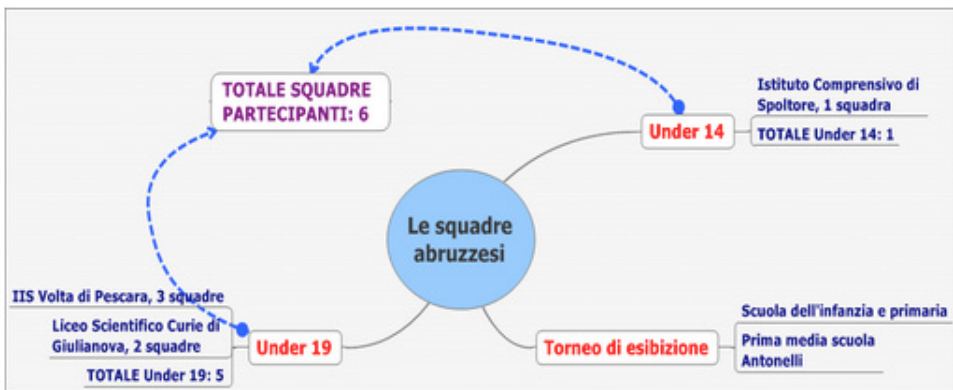 TOTALE SQUADRE
PARTECIPANTI: 6
Istituto Comprensivo di
Spoltore, 1 squadra
Under 14
TOTALE Under 14: 1
Le squadre
abruzzesi
IIS Volta di Pescara, 3 squadre
Liceo Scientifico Curie di
Giulianova, 2 squadre
Under 19
TOTALE Under 19: 5
Torneo di esibizione
Scuola dell'infanzia e primaria
Prima media scuola
Antonelli